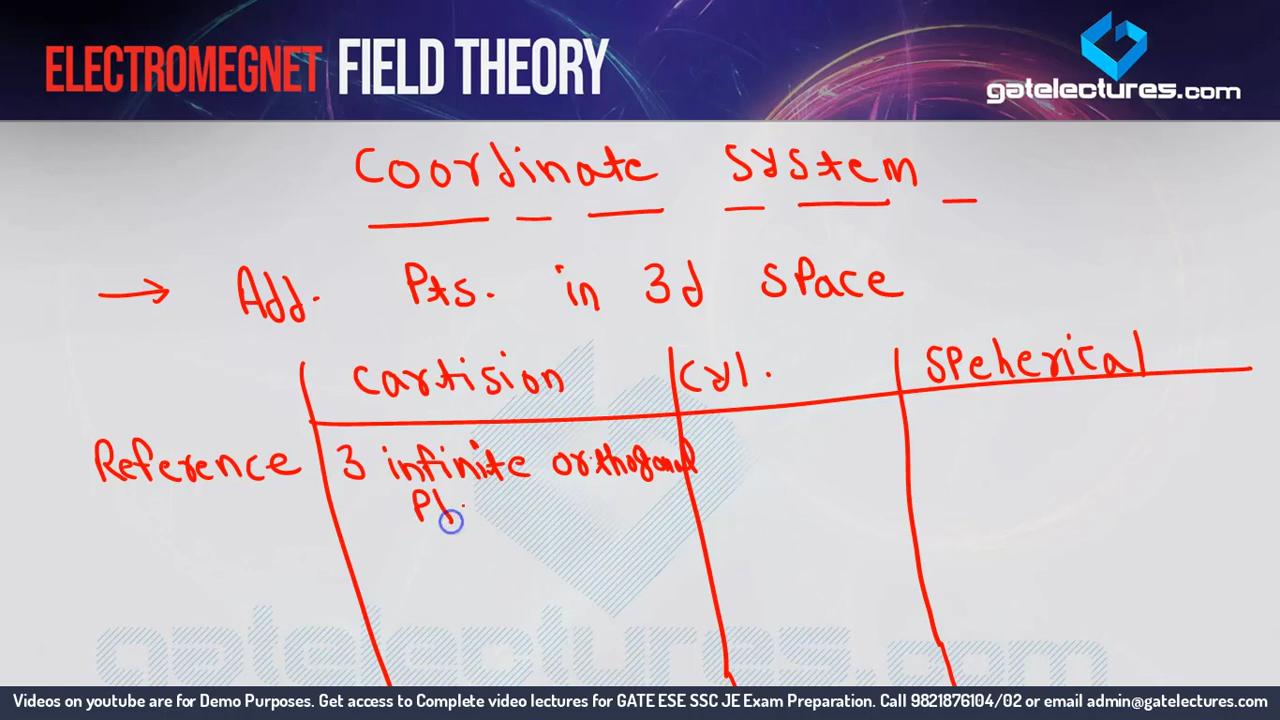 ELECTROMEGNET FIELD THEORY
gatelectures.com
Coordinate System
→ Add. Pts. in 3d space
Cartision Cyl. Speherical
Reference 3 infinite orthogonal
Pl.
gatelectures.com
Videos on youtube are for Demo Purposes. Get access to Complete video lectures for GATE ESE SSC JE Exam Preparation. Call 9821876104/02 or email admin@gatelectures.com